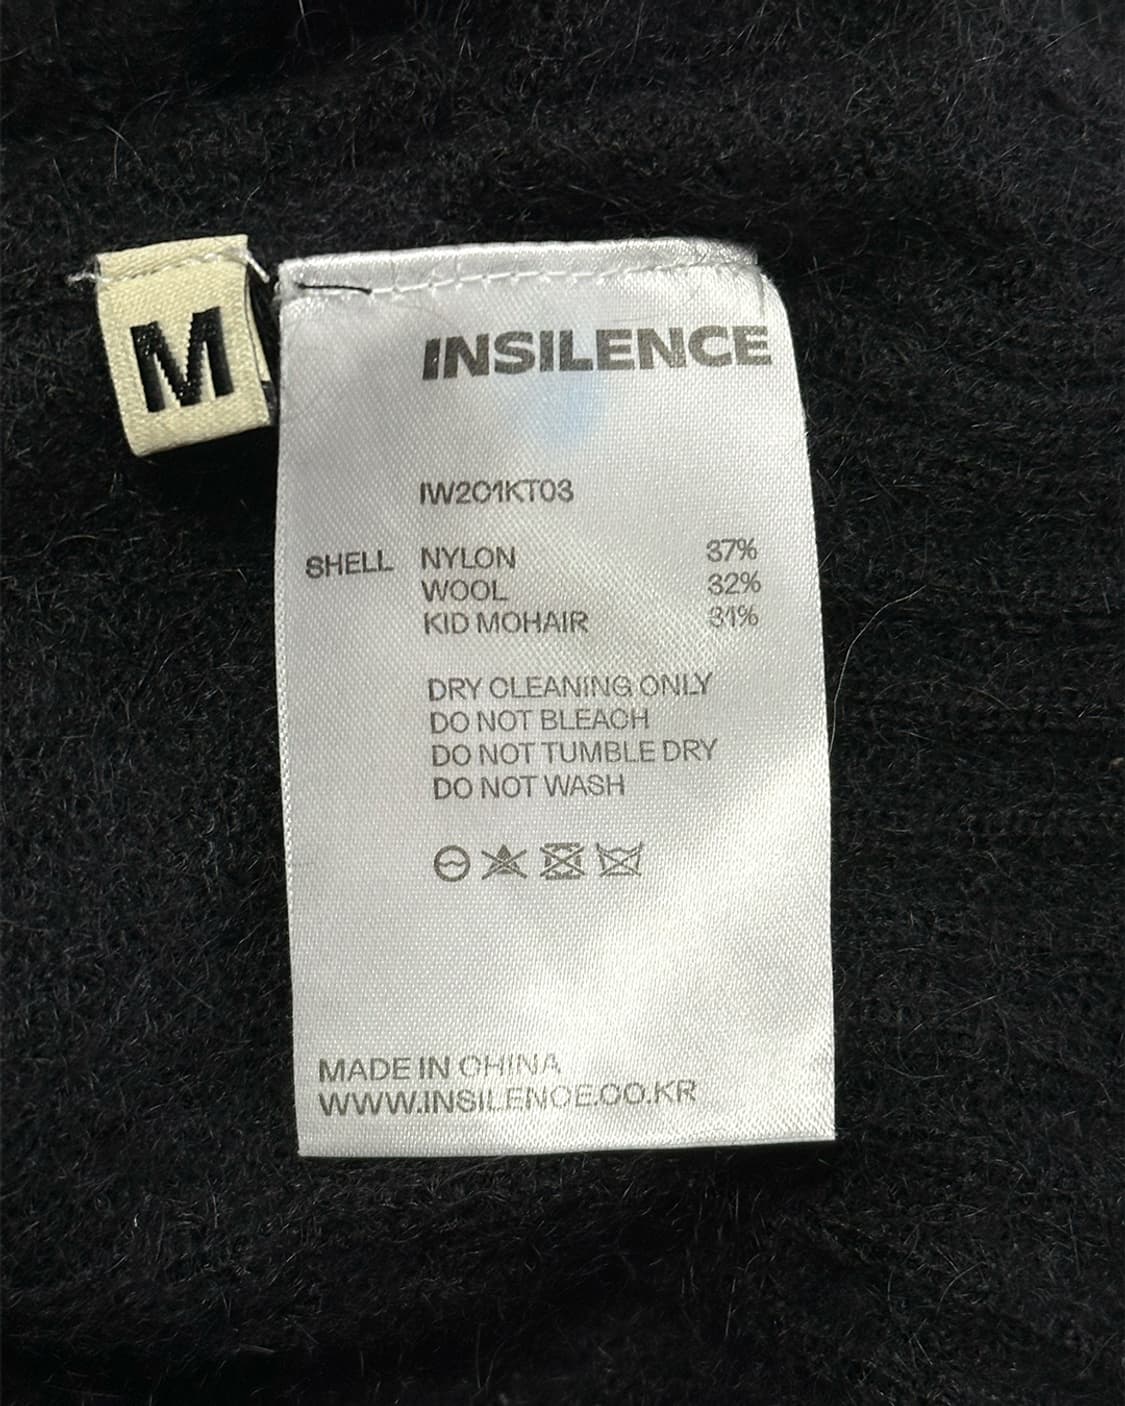 M
INSILENCE
IW201KT03
SHELL NYLON 37%
WOOL 32%
KID MOHAIR 31%
DRY CLEANING ONLY
DO NOT BLEACH
DO NOT TUMBLE DRY
DO NOT WASH
MADE IN CHINA
WWW.INSILENCE.CO.KR